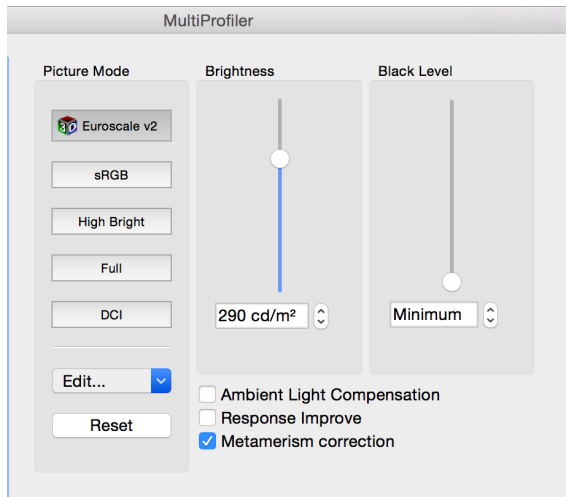 MultiProfiler
Picture Mode
Brightness
Black Level
3D Euroscale v2
sRGB
High Bright
Full
DCI
290 cd/m²
Minimum
Edit...
Reset
Ambient Light Compensation
Response Improve
Metamerism correction